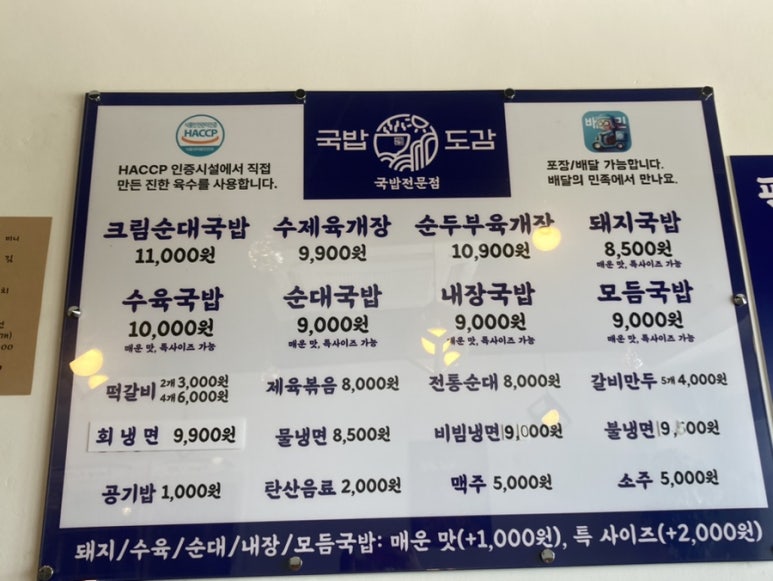 HACCP
HACCP 인증시설에서 직접
만든 진한 육수를 사용합니다.
국밥 도감
국밥전문점
포장/배달 가능합니다.
배달의 민족에서 만나요.
크림순대국밥 수제육개장 순두부육개장 돼지국밥
11,000원 9,900원 10,900원 8,500원
매운 맛, 특사이즈 가능
수육국밥 순대국밥 내장국밥 모듬국밥
10,000원 9,000원 9,000원 9,000원
매운 맛, 특사이즈 가능 매운 맛, 특사이즈 가능 매운 맛, 특사이즈 가능 매운 맛, 특사이즈 가능
떡갈비 2개 3,000원 4개 6,000원 제육볶음 8,000원 전통순대 8,000원 갈비만두 5개 4,000원
회냉면 9,900원 물냉면 8,500원 비빔냉면 9,000원 불냉면
공기밥 1,000원 탄산음료 2,000원 맥주 5,000원 소주 5,000원
돼지/수육/순대/내장/모듬국밥: 매운 맛(+1,000원), 특 사이즈(+2,000원)